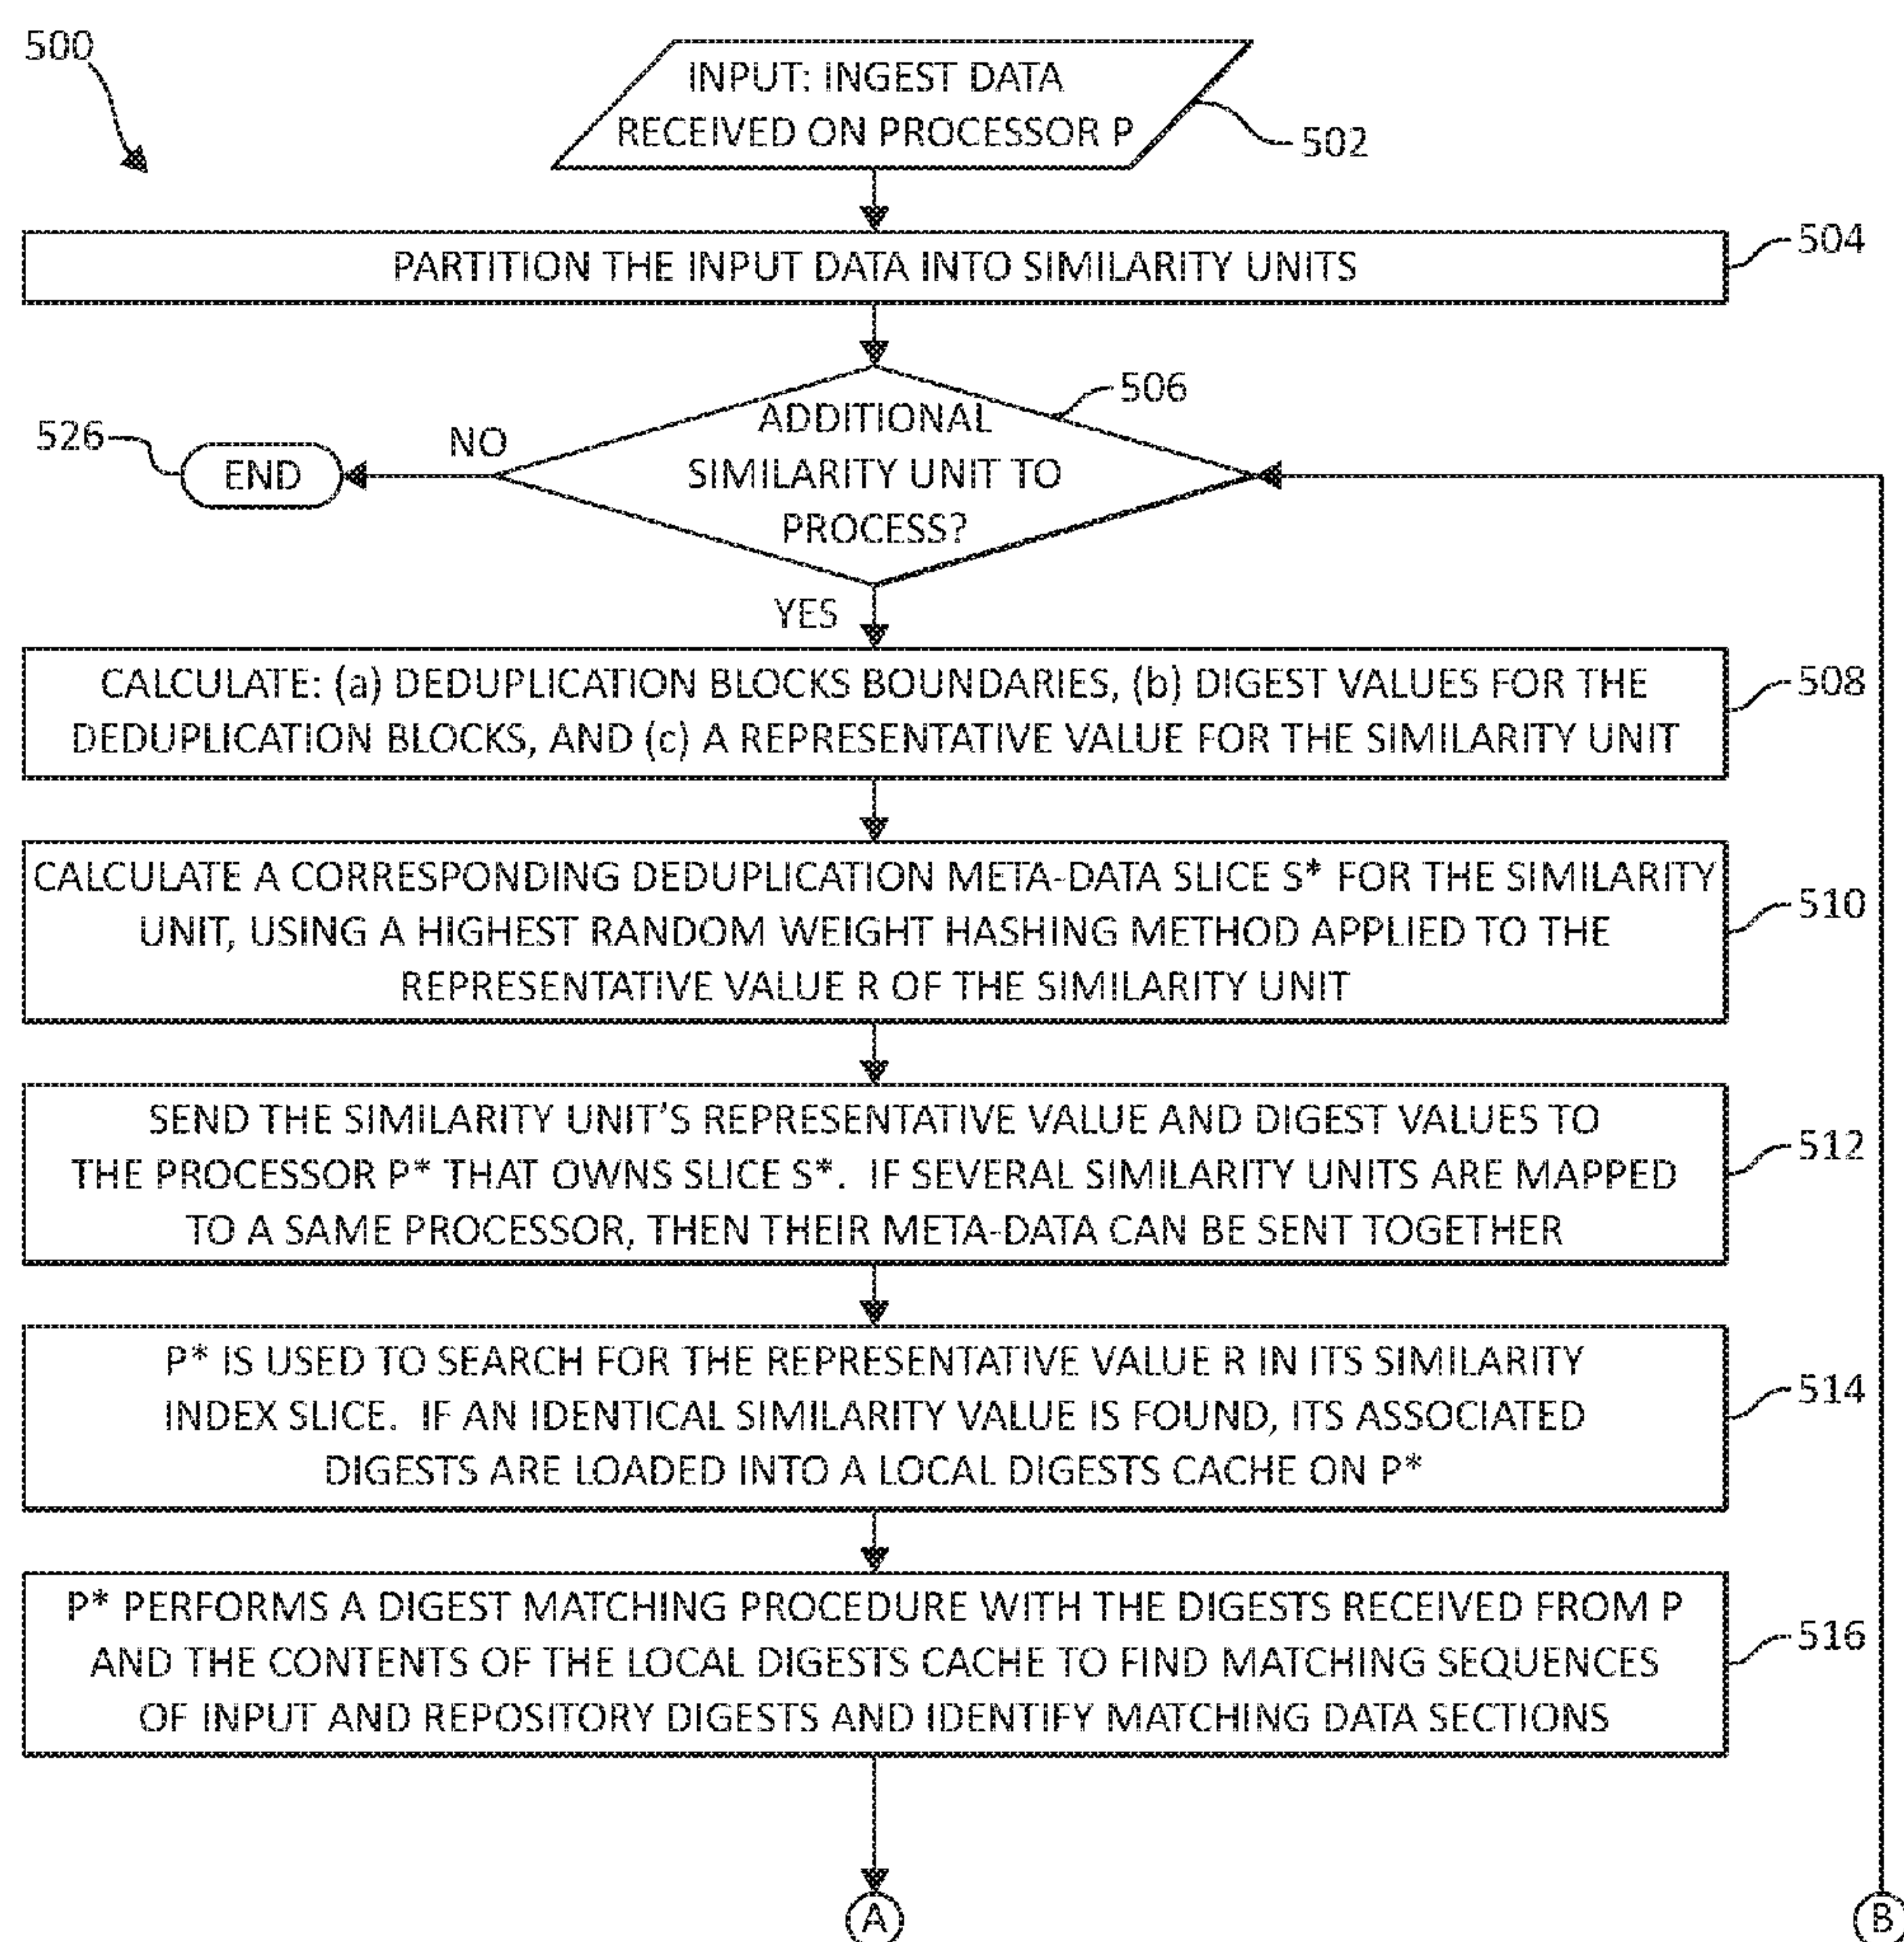 500
INPUT: INGEST DATA
RECEIVED ON PROCESSOR P
502
PARTITION THE INPUT DATA INTO SIMILARITY UNITS
504
ADDITIONAL
SIMILARITY UNIT TO
PROCESS?
506
NO
END
526
YES
CALCULATE: (a) DEDUPLICATION BLOCKS BOUNDARIES, (b) DIGEST VALUES FOR THE
DEDUPLICATION BLOCKS, AND (c) A REPRESENTATIVE VALUE FOR THE SIMILARITY UNIT
508
CALCULATE A CORRESPONDING DEDUPLICATION META-DATA SLICE S* FOR THE SIMILARITY
UNIT, USING A HIGHEST RANDOM WEIGHT HASHING METHOD APPLIED TO THE
REPRESENTATIVE VALUE R OF THE SIMILARITY UNIT
510
SEND THE SIMILARITY UNIT'S REPRESENTATIVE VALUE AND DIGEST VALUES TO
THE PROCESSOR P* THAT OWNS SLICE S*. IF SEVERAL SIMILARITY UNITS ARE MAPPED
TO A SAME PROCESSOR, THEN THEIR META-DATA CAN BE SENT TOGETHER
512
P* IS USED TO SEARCH FOR THE REPRESENTATIVE VALUE R IN ITS SIMILARITY
INDEX SLICE. IF AN IDENTICAL SIMILARITY VALUE IS FOUND, ITS ASSOCIATED
DIGESTS ARE LOADED INTO A LOCAL DIGESTS CACHE ON P*
514
P* PERFORMS A DIGEST MATCHING PROCEDURE WITH THE DIGESTS RECEIVED FROM P
AND THE CONTENTS OF THE LOCAL DIGESTS CACHE TO FIND MATCHING SEQUENCES
OF INPUT AND REPOSITORY DIGESTS AND IDENTIFY MATCHING DATA SECTIONS
516
A
B